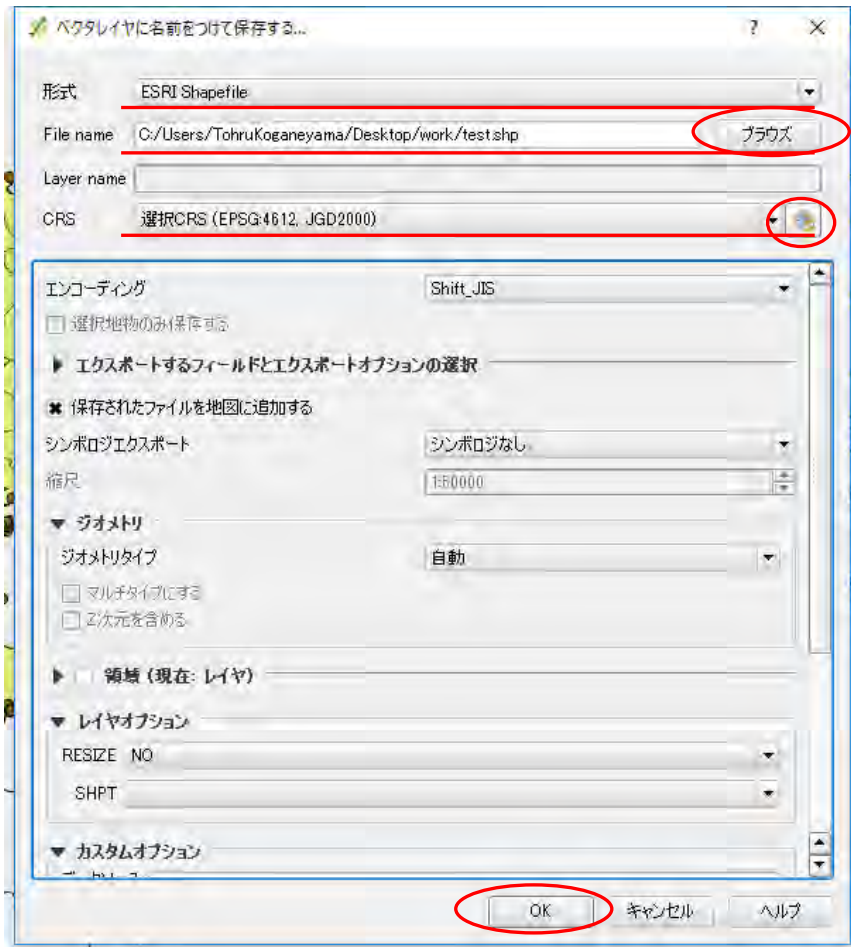 ベクタレイヤに名前をつけて保存する... ? ×
形式 ESRI Shapefile
File name C:/Users/TohruKoganeyama/Desktop/work/test.shp ブラウズ
Layer name
CRS 選択CRS (EPSG:4612, JGD2000)
エンコーディング Shift_JIS
選択地物のみ保存する
エクスポートするフィールドとエクスポートオプションの選択
保存されたファイルを地図に追加する
シンボロジエクスポート シンボロジなし
縮尺 1:50000
ジオメトリ
ジオメトリタイプ 自動
マルチタイプにする
Z次元を含める
領域 (現在: レイヤ)
レイヤオプション
RESIZE NO
SHPT
カスタムオプション
OK キャンセル ヘルプ